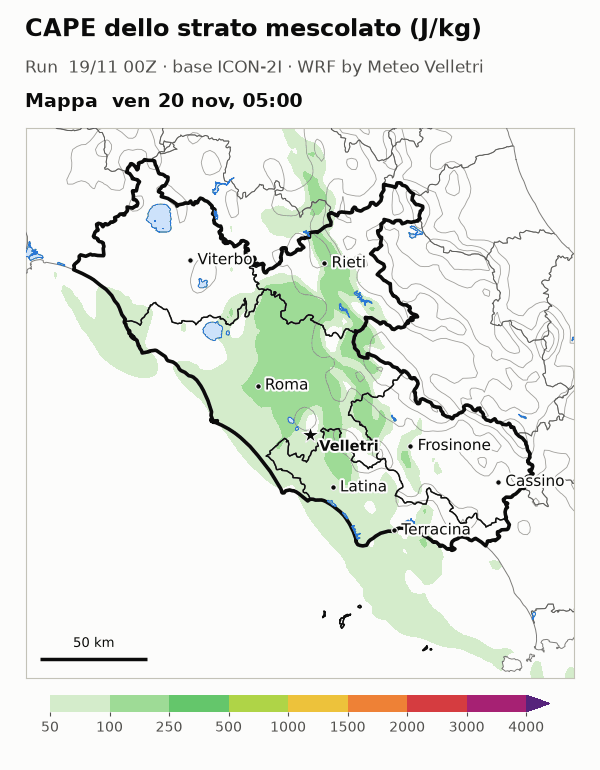 CAPE dello strato mescolato (J/kg)
Run  19/11 00Z · base ICON-2I · WRF by Meteo Velletri
Mappa  ven 20 nov, 05:00
Viterbo
Rieti
Roma
Velletri
Frosinone
Latina
Cassino
Terracina
50 km
50 100 250 500 1000 1500 2000 3000 4000